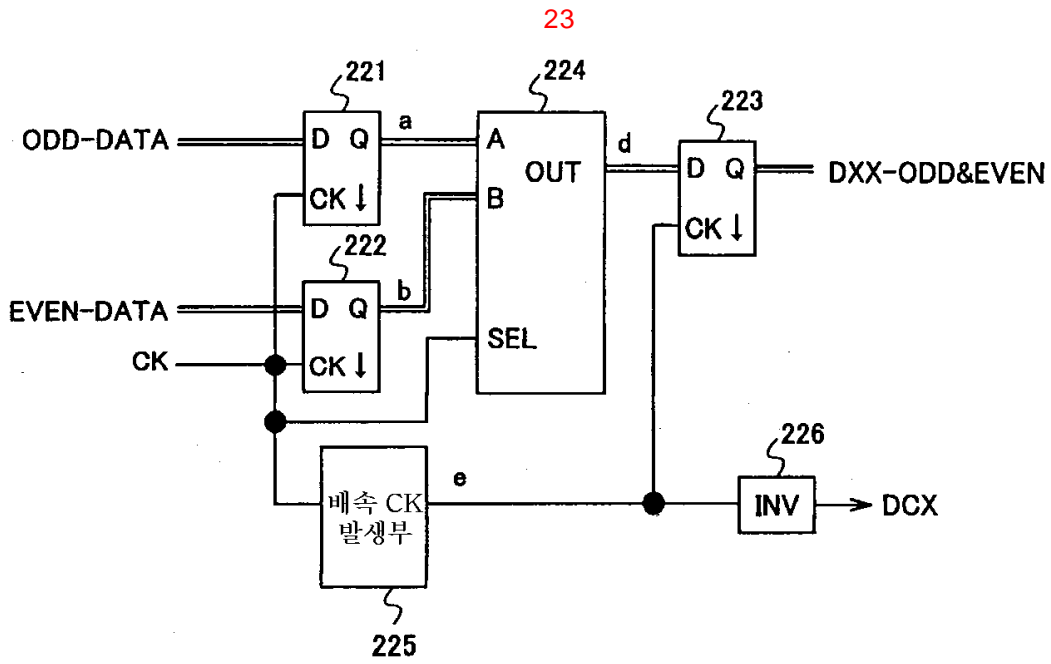 23
221
224
223
ODD-DATA
D Q
a
A
OUT
d
D Q
DXX-ODD&EVEN
CK↓
B
CK↓
222
EVEN-DATA
D Q
b
SEL
CK
CK↓
226
배속 CK
발생부
e
INV
DCX
225